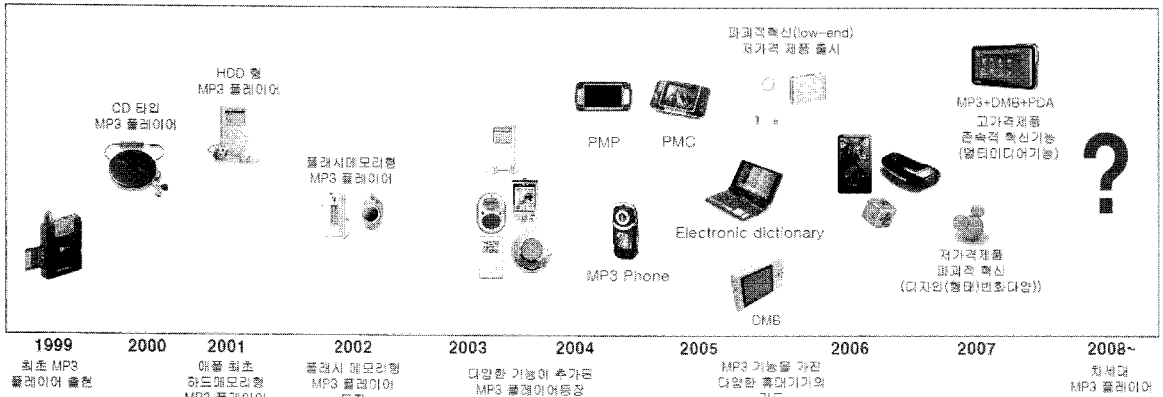 파괴적혁신(low-end)
저가격 제품 출시
HDD 형
MP3 플레이어
CD 타입
MP3 플레이어
MP3+DMB+PDA
고가격제품
존속적 혁신기능
(멀티미디어기능)
PMP
PMC
플래시메모리형
MP3 플레이어
Electronic dictionary
MP3 Phone
저가격제품
파괴적 혁신
(디자인(형태)변화다양))
DMB
?
1999
2000
2001
2002
2003
2004
2005
2006
2007
2008~
최초 MP3
플레이어 출현
애플 최초
하드메모리형
MP3 플레이어
플래시 메모리형
MP3 플레이어
다양한 기능이 추가된
MP3 플레이어등장
MP3 기능을 가진
다양한 휴대기기의
차세대
MP3 플레이어